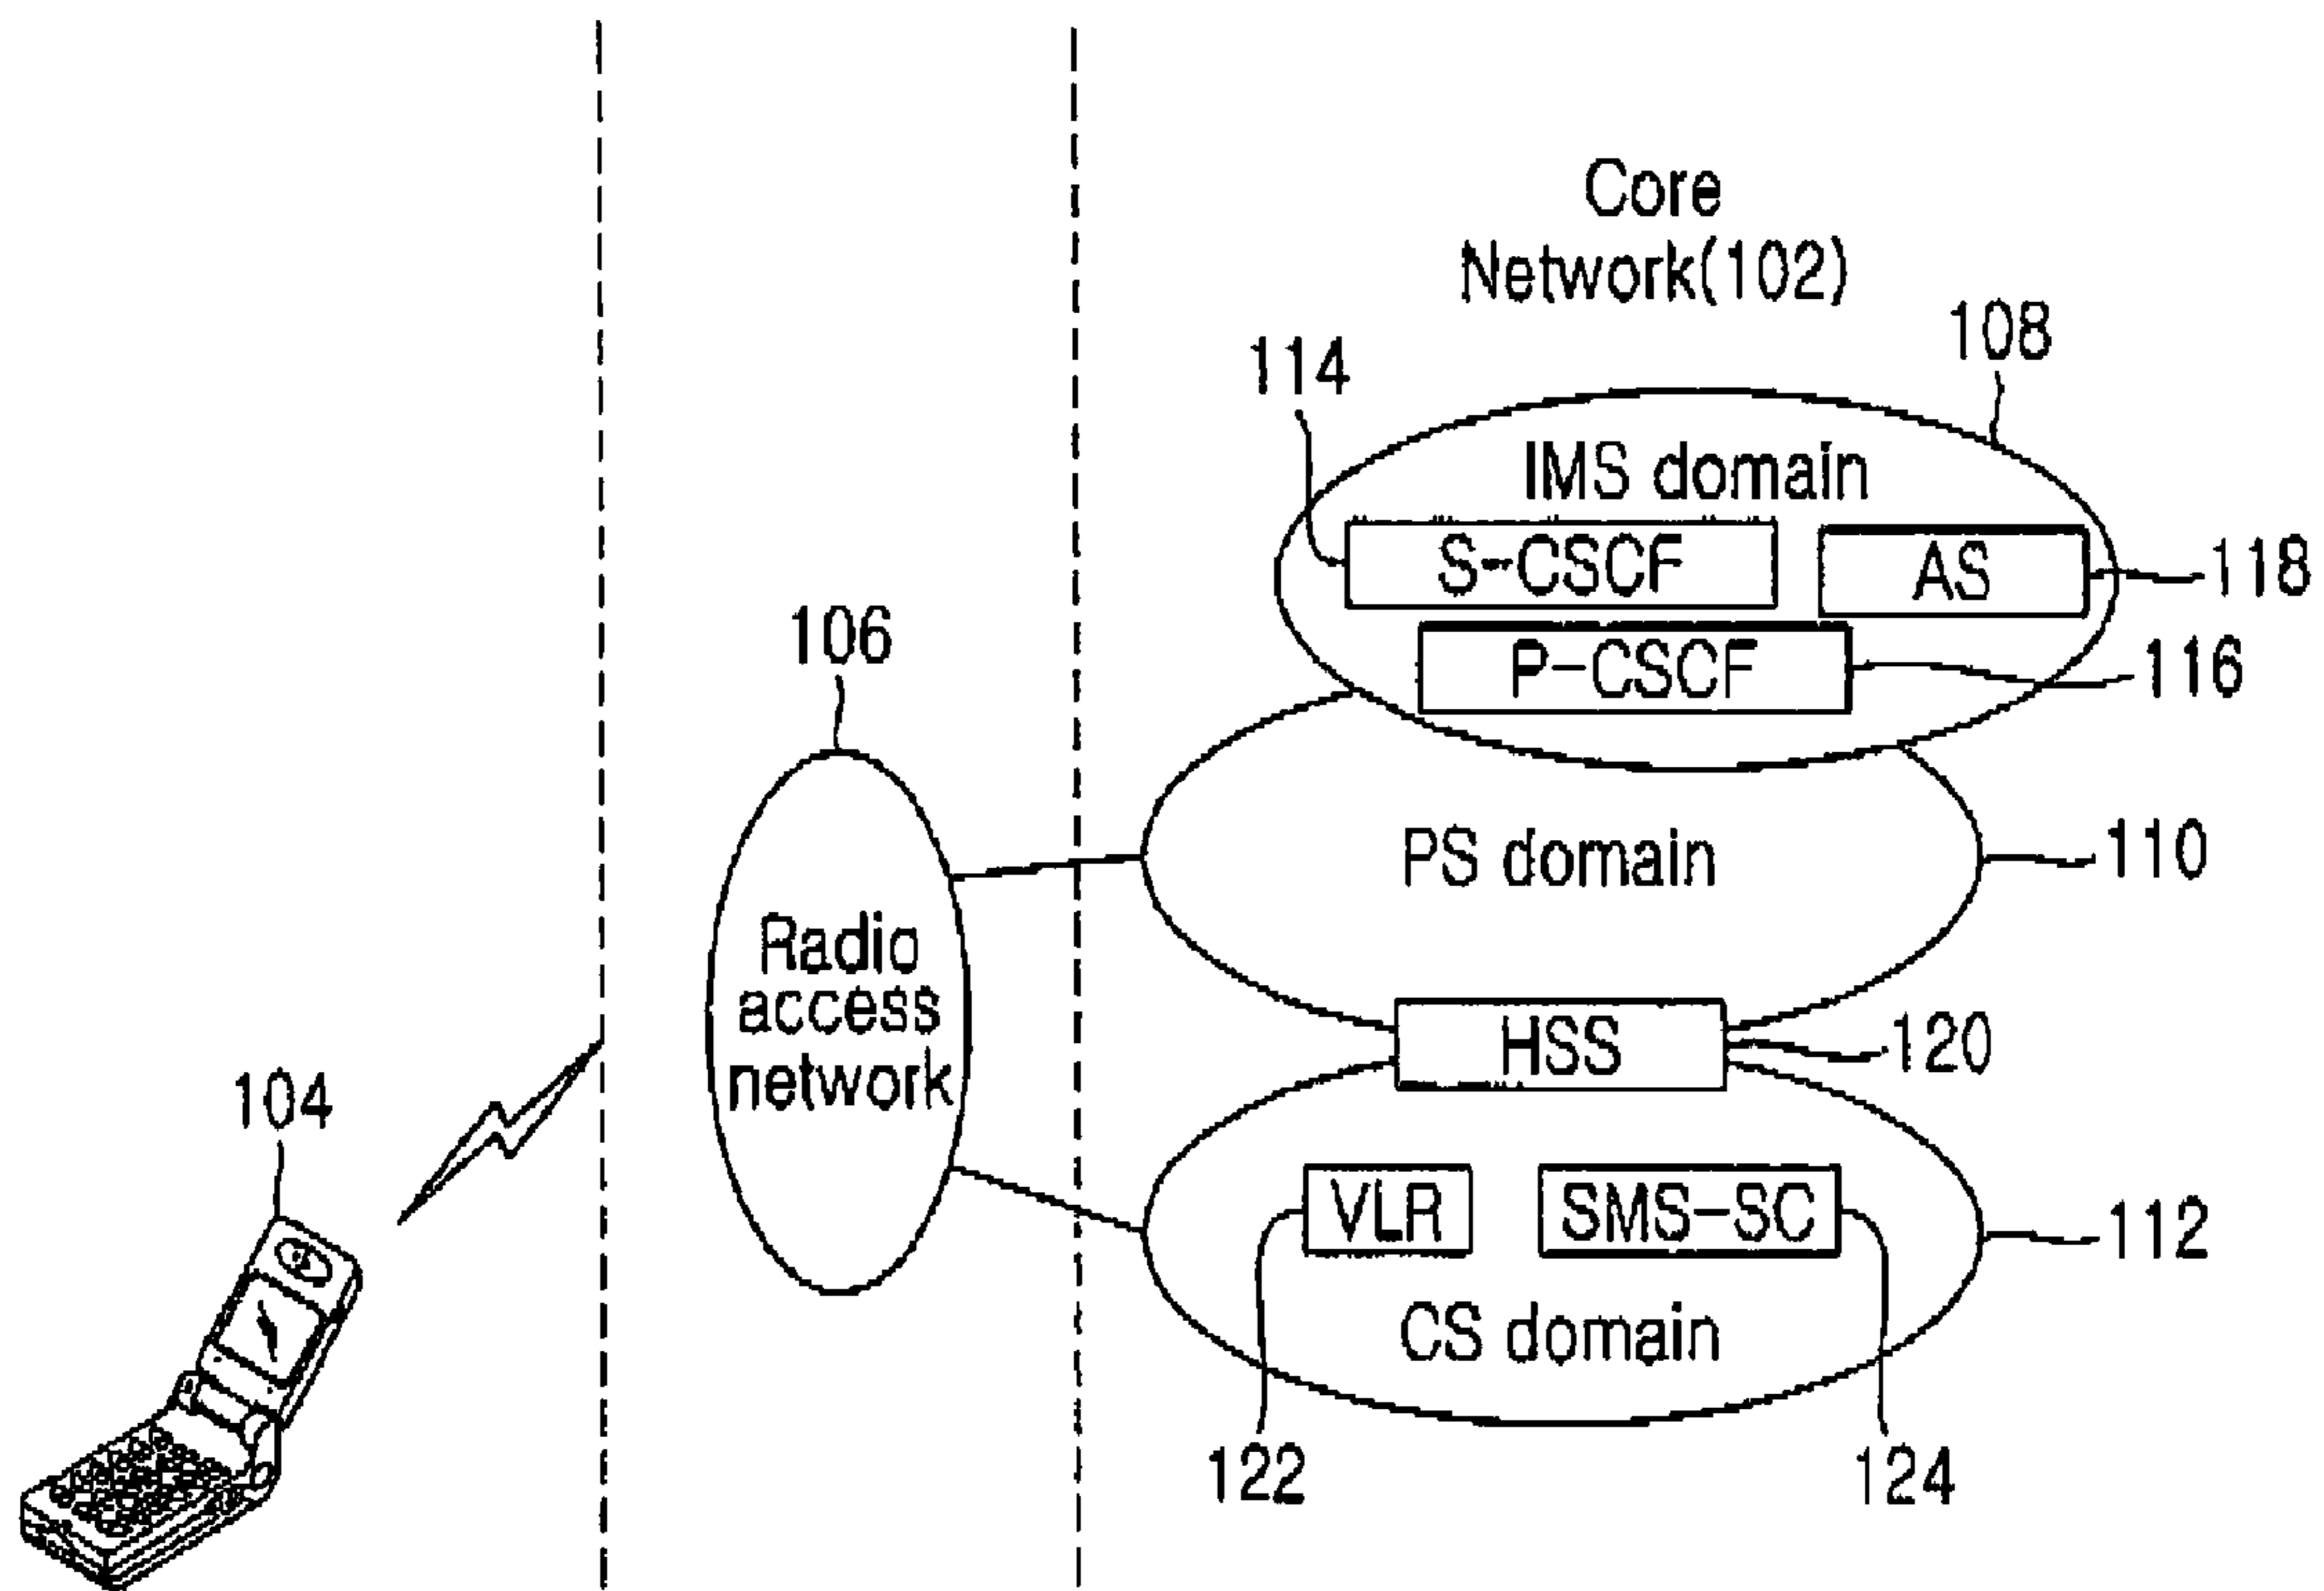 Core
Network(102)
108
114
IMS domain
S-CSCF
AS
118
106
P-CSCF
116
PS domain
110
Radio
access
network
HSS
120
104
VLR
SMS-SC
112
CS domain
122
124